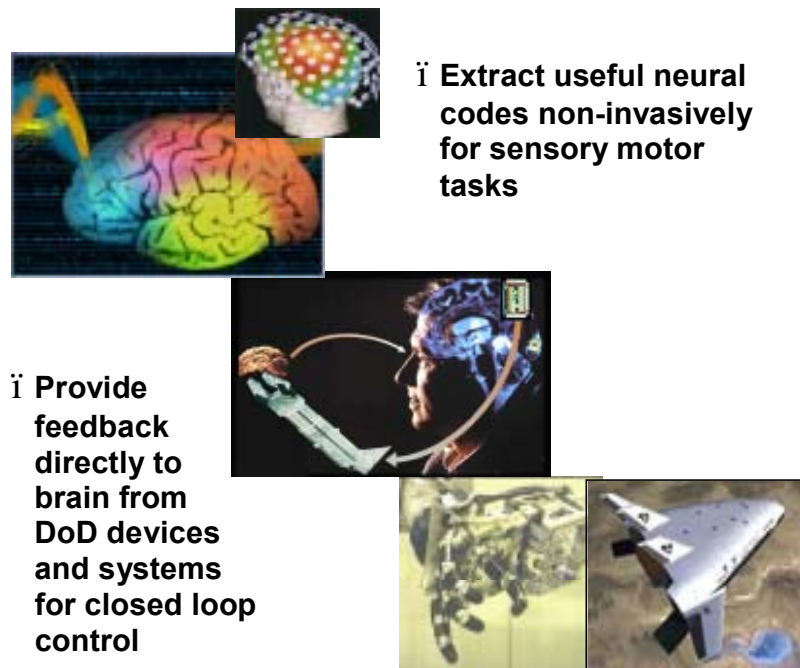 ï Extract useful neural
codes non-invasively
for sensory motor
tasks
ï Provide
feedback
directly to
brain from
DoD devices
and systems
for closed loop
control